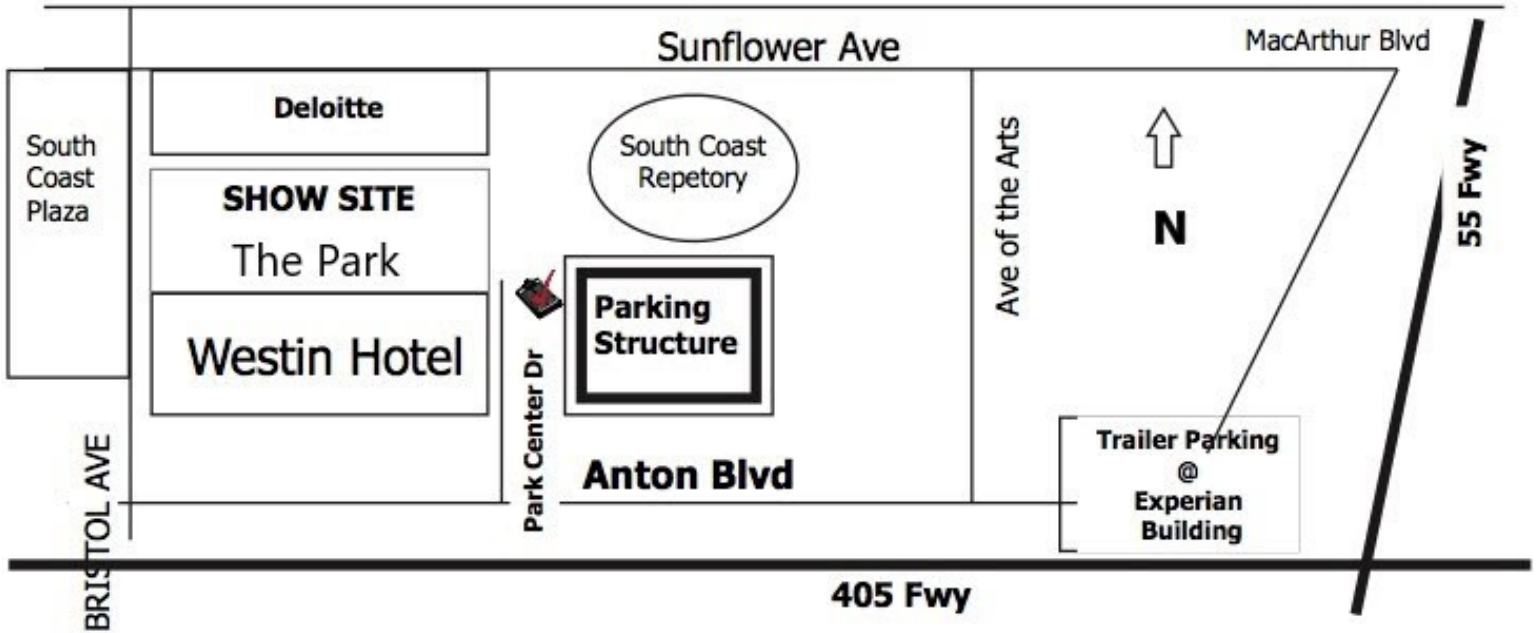 Sunflower Ave
MacArthur Blvd
Deloitte
South
Coast
Plaza
South Coast
Repetory
SHOW SITE
The Park
Westin Hotel
Parking
Structure
Park Center Dr
Ave of the Arts
N
55 Fwy
Trailer Parking
@
Experian
Building
Anton Blvd
BRISTOL AVE
405 Fwy